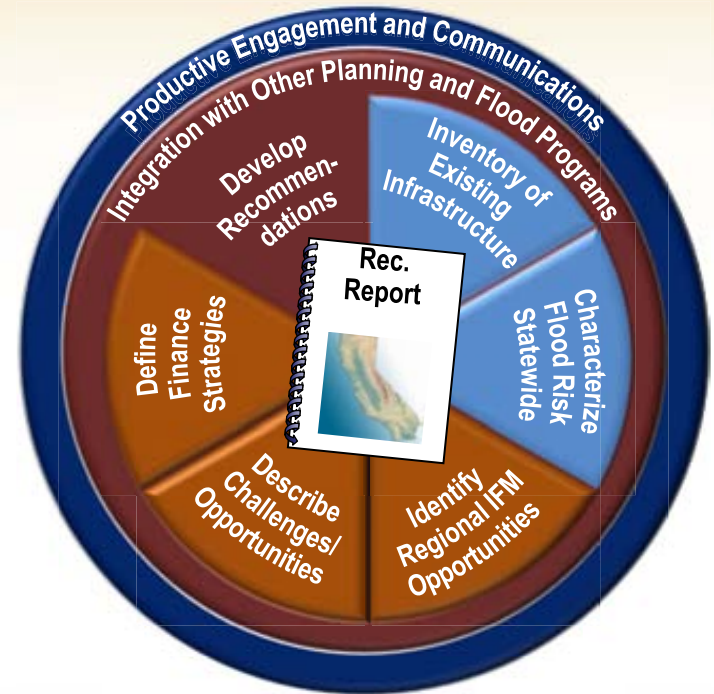 Productive Engagement and Communications
Integration with Other Planning and Flood Programs
Develop
Recommen-
dations
Inventory of
Existing
Infrastructure
Characterize
Flood Risk
Statewide
Identify
Regional IFM
Opportunities
Describe
Challenges/
Opportunities
Define
Finance
Strategies
Rec.
Report